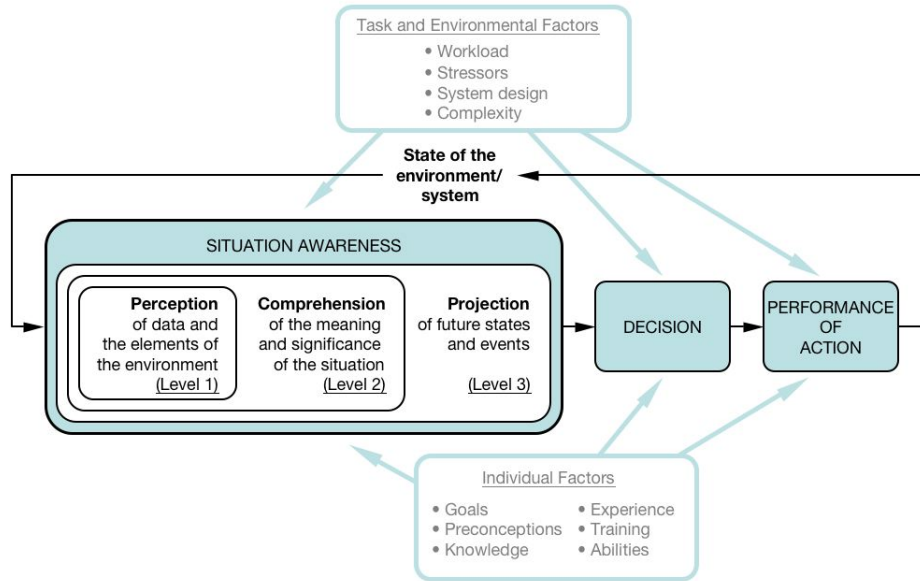 Task and Environmental Factors
• Workload
• Stressors
• System design
• Complexity
State of the
environment/
system
SITUATION AWARENESS
Perception
of data and
the elements of
the environment
(Level 1)
Comprehension
of the meaning
and significance
of the situation
(Level 2)
Projection
of future states
and events
(Level 3)
DECISION
PERFORMANCE
OF
ACTION
Individual Factors
• Goals
• Preconceptions
• Knowledge
• Experience
• Training
• Abilities